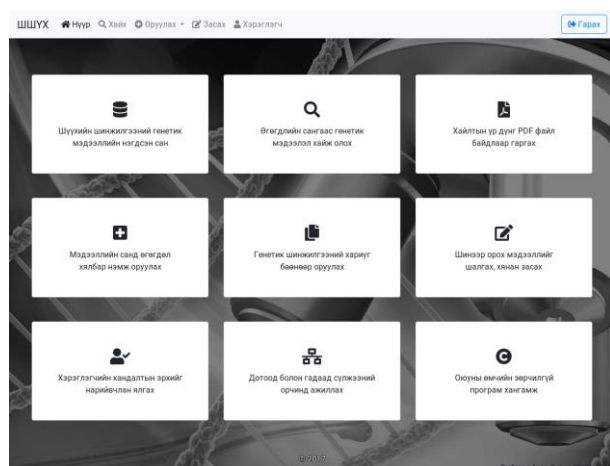 ШШҮХ Нүүр Хайх Оруулах Засах Хэрэглэгч Гарах
Шүүхийн шинжилгээний генетик
мэдээллийн нэгдсэн сан
Өгөгдлийн сангаас генетик
мэдээлэл хайж олох
Хайлтын үр дүнг PDF файл
байдлаар гаргах
Мэдээллийн санд өгөгдөл
хялбар нэмж оруулах
Генетик шинжилгээний хариуг
бөөнөөр оруулах
Шинээр орох мэдээллийг
шалгах, хянан засах
Хэрэглэгчийн хандалтын эрхийг
нарийвчлан ялгах
Дотоод болон гадаад сүлжээний
орчинд ажиллах
Оюуны өмчийн зөрчилгүй
програм хангамж
© 2017